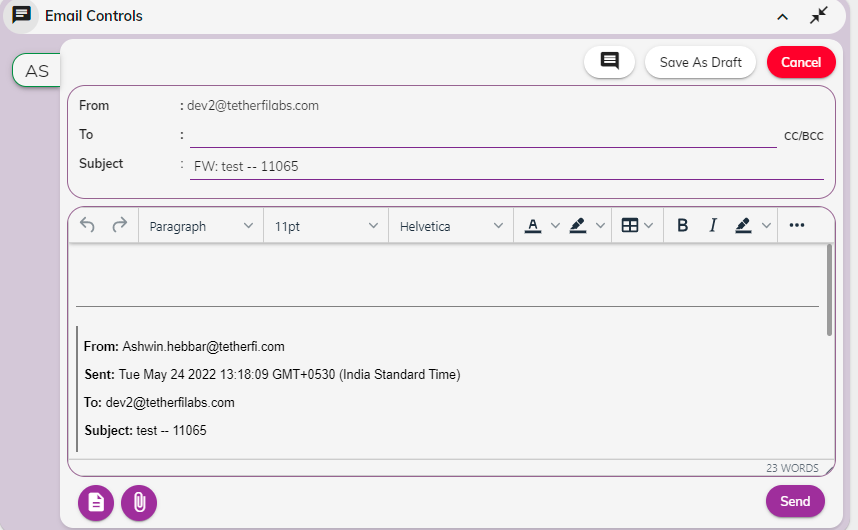 Email Controls
AS
Save As Draft
Cancel
From : dev2@tetherfilabs.com
To :
CC/BCC
Subject : FW: test -- 11065
Paragraph 11pt Helvetica A B I
From: Ashwin.hebbar@tetherfi.com
Sent: Tue May 24 2022 13:18:09 GMT+0530 (India Standard Time)
To: dev2@tetherfilabs.com
Subject: test -- 11065
23 WORDS
Send